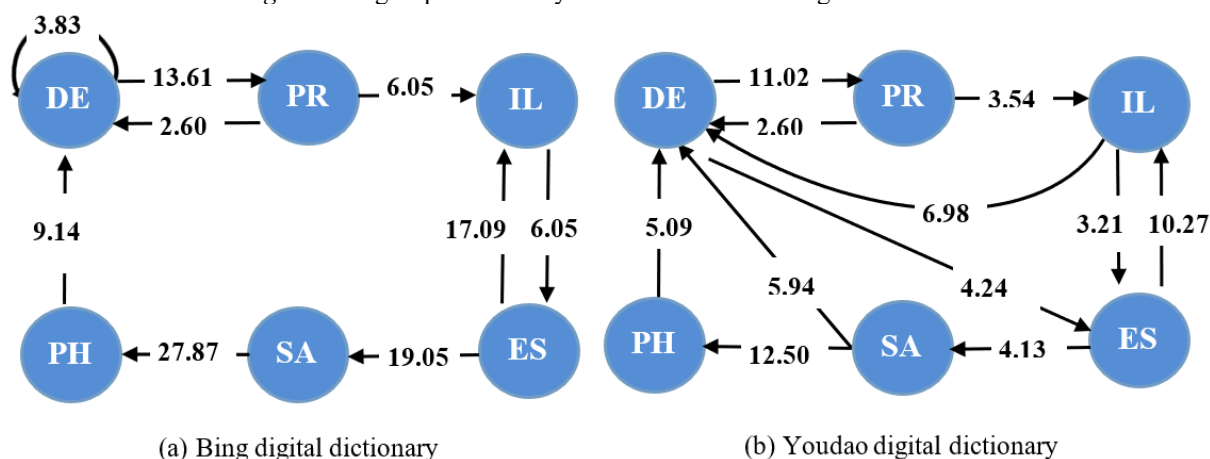 3.83
DE 13.61 PR 6.05 IL
2.60
9.14 17.09 6.05
PH 27.87 SA 19.05 ES
(a) Bing digital dictionary
DE 11.02 PR 3.54 IL
2.60
5.09 6.98 3.21 10.27
5.94 4.24
PH 12.50 SA 4.13 ES
(b) Youdao digital dictionary